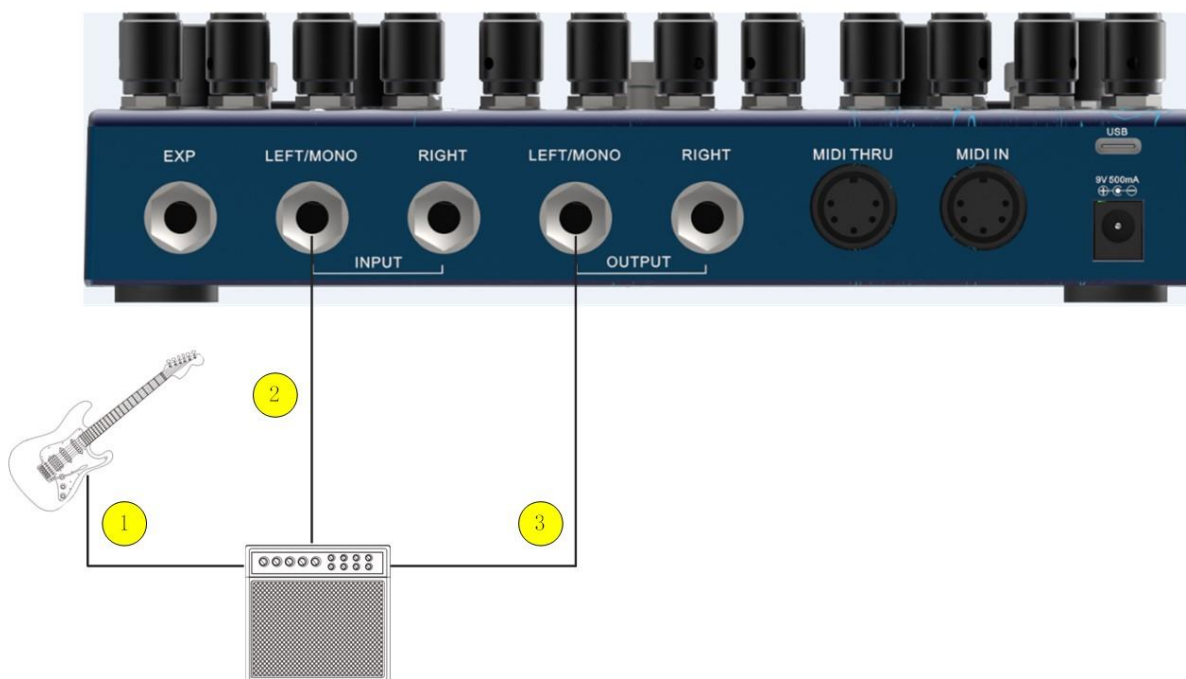 USB
EXP LEFT/MONO RIGHT LEFT/MONO RIGHT MIDI THRU MIDI IN
9V 500mA
INPUT OUTPUT
2
1 3